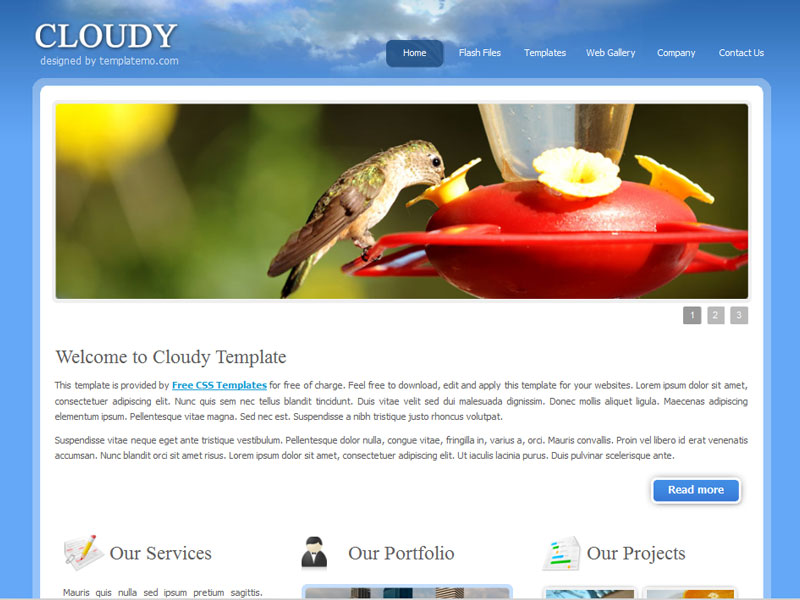 CLOUDY
designed by templatemo.com
Home Flash Files Templates Web Gallery Company Contact Us
1 2 3
Welcome to Cloudy Template
This template is provided by Free CSS Templates for free of charge. Feel free to download, edit and apply this template for your websites. Lorem ipsum dolor sit amet,
consectetuer adipiscing elit. Nunc quis sem nec tellus blandit tincidunt. Duis vitae velit sed dui malesuada dignissim. Donec mollis aliquet ligula. Maecenas adipiscing
elementum ipsum. Pellentesque vitae magna. Sed nec est. Suspendisse a nibh tristique justo rhoncus volutpat.
Suspendisse vitae neque eget ante tristique vestibulum. Pellentesque dolor nulla, congue vitae, fringilla in, varius a, orci. Mauris convallis. Proin vel libero id erat venenatis
accumsan. Nunc blandit orci sit amet risus. Lorem ipsum dolor sit amet, consectetuer adipiscing elit. Ut iaculis lacinia purus. Duis pulvinar scelerisque ante.
Read more
Our Services
Our Portfolio
Our Projects
Mauris quis nulla sed ipsum pretium sagittis.